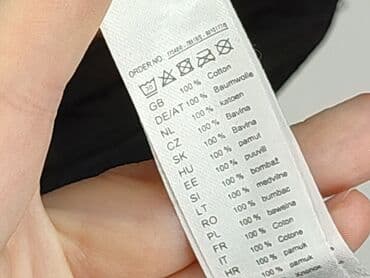 ORDER NO.
30
GB 100 % Cotton
DE/AT 100 % Baumwolle
NL 100 % katoen
CZ 100 % Bavlna
SK 100 % Bavlna
HU 100 % pamut
EE 100 % puuvill
SI 100 % bombaž
LT 100 % medvilnė
RO 100 % bumbac
PL 100 % bawełna
FR 100 % Coton
IT 100 % Cotone
HR 100 % pamuk
100 % pamuk